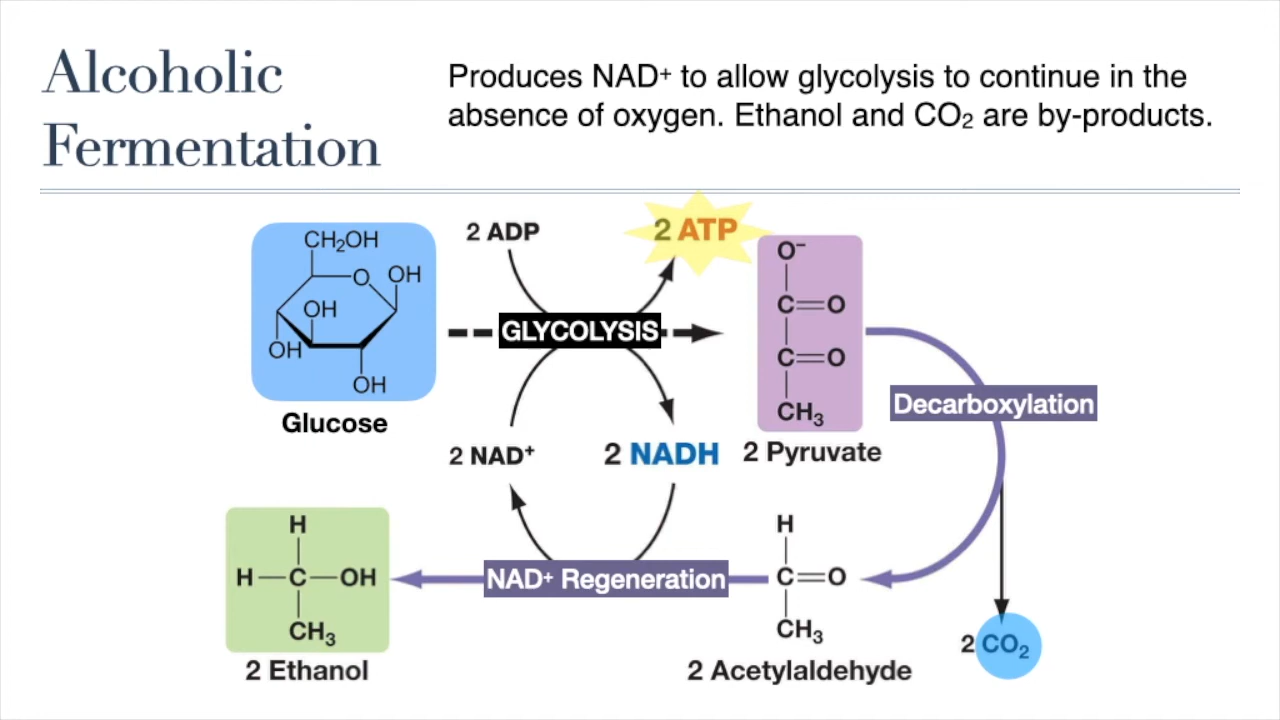 Alcoholic
Fermentation
Produces NAD⁺ to allow glycolysis to continue in the
absence of oxygen. Ethanol and CO₂ are by-products.
2 ADP
2 ATP
CH₂OH
O
OH
OH
OH
OH
Glucose
GLYCOLYSIS
O⁻
C=O
C=O
CH₃
2 Pyruvate
Decarboxylation
2 NAD⁺
2 NADH
H
H—C—OH
CH₃
2 Ethanol
NAD⁺ Regeneration
H
C=O
CH₃
2 Acetylaldehyde
2 CO₂